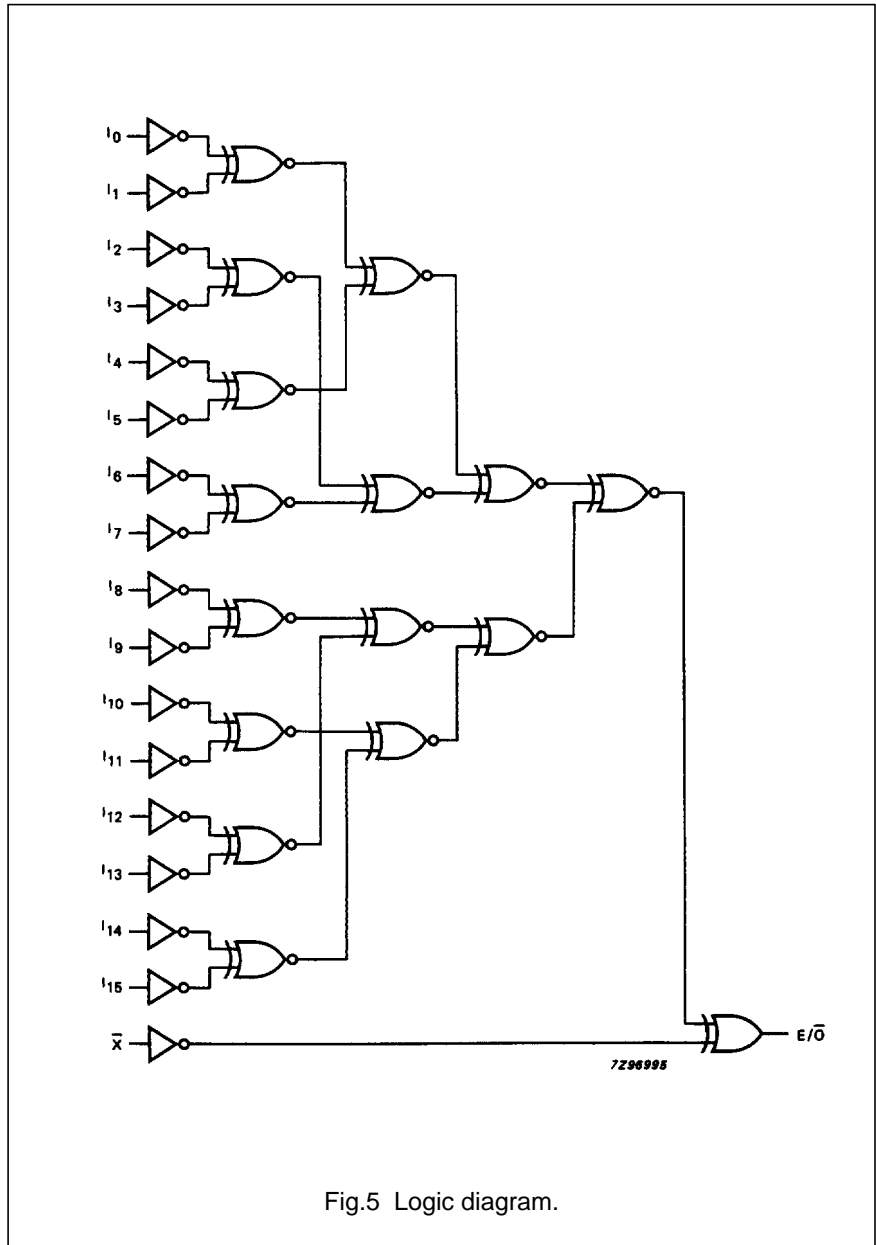 I0
I1
I2
I3
I4
I5
I6
I7
I8
I9
I10
I11
I12
I13
I14
I15
X̅
E/O̅
7Z96995
Fig.5 Logic diagram.